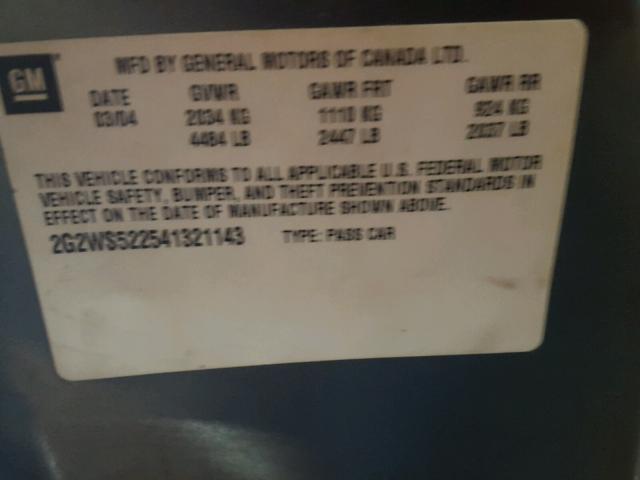 GM
MFD BY GENERAL MOTORS OF CANADA LTD.
DATE GVWR GAWR FRT GAWR RR
03/04 2034 KG 1110 KG 924 KG
4484 LB 2447 LB 2037 LB
THIS VEHICLE CONFORMS TO ALL APPLICABLE U.S. FEDERAL MOTOR
VEHICLE SAFETY, BUMPER, AND THEFT PREVENTION STANDARDS IN
EFFECT ON THE DATE OF MANUFACTURE SHOWN ABOVE.
2G2WS522541321143 TYPE: PASS CAR